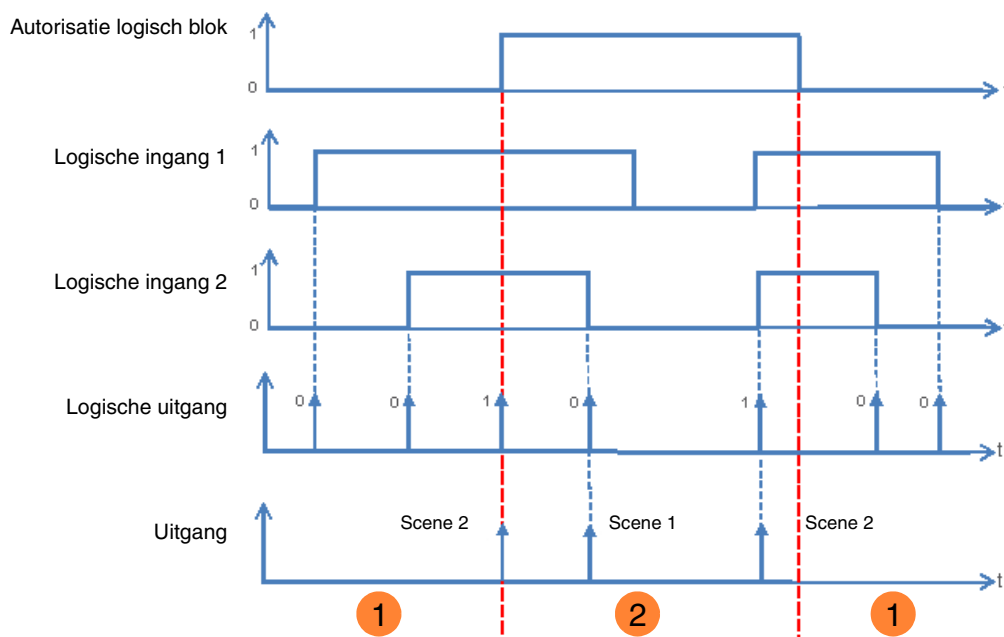 Autorisatie logisch blok
1
0
Logische ingang 1
1
0
Logische ingang 2
1
0
Logische uitgang
0
0
1
0
1
0
0
t
Uitgang
Scene 2
Scene 1
Scene 2
t
1
2
1